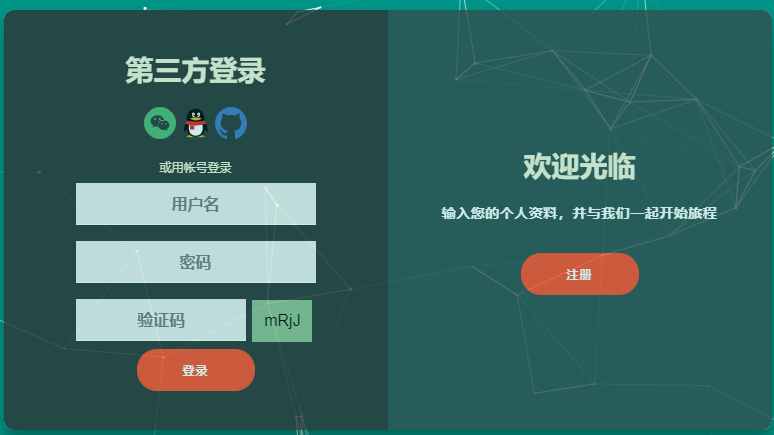 第三方登录
或用帐号登录
用户名
密码
验证码
mRjJ
登录
欢迎光临
输入您的个人资料，并与我们一起开始旅程
注册